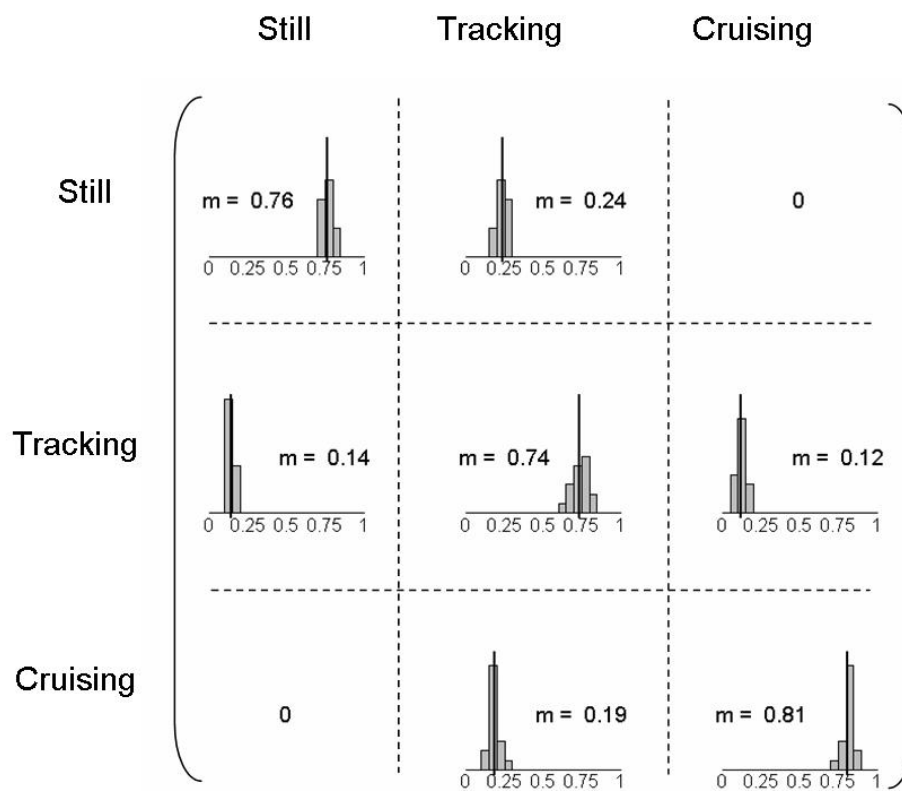 Still Tracking Cruising
Still
m = 0.76
m = 0.24
0
0 0.25 0.5 0.75 1
0 0.25 0.5 0.75 1
Tracking
m = 0.14
m = 0.74
m = 0.12
0 0.25 0.5 0.75 1
0 0.25 0.5 0.75 1
0 0.25 0.5 0.75 1
Cruising
0
m = 0.19
m = 0.81
0 0.25 0.5 0.75 1
0 0.25 0.5 0.75 1